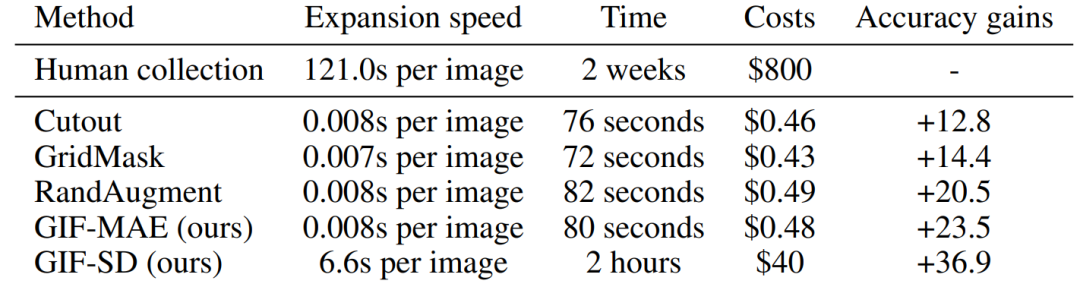 Method Expansion speed Time Costs Accuracy gains
Human collection 121.0s per image 2 weeks $800 -
Cutout 0.008s per image 76 seconds $0.46 +12.8
GridMask 0.007s per image 72 seconds $0.43 +14.4
RandAugment 0.008s per image 82 seconds $0.49 +20.5
GIF-MAE (ours) 0.008s per image 80 seconds $0.48 +23.5
GIF-SD (ours) 6.6s per image 2 hours $40 +36.9